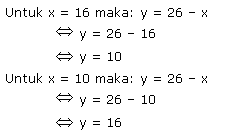 Untuk x = 16 maka: y = 26 – x
⇔ y = 26 – 16
⇔ y = 10
Untuk x = 10 maka: y = 26 – x
⇔ y = 26 – 10
⇔ y = 16